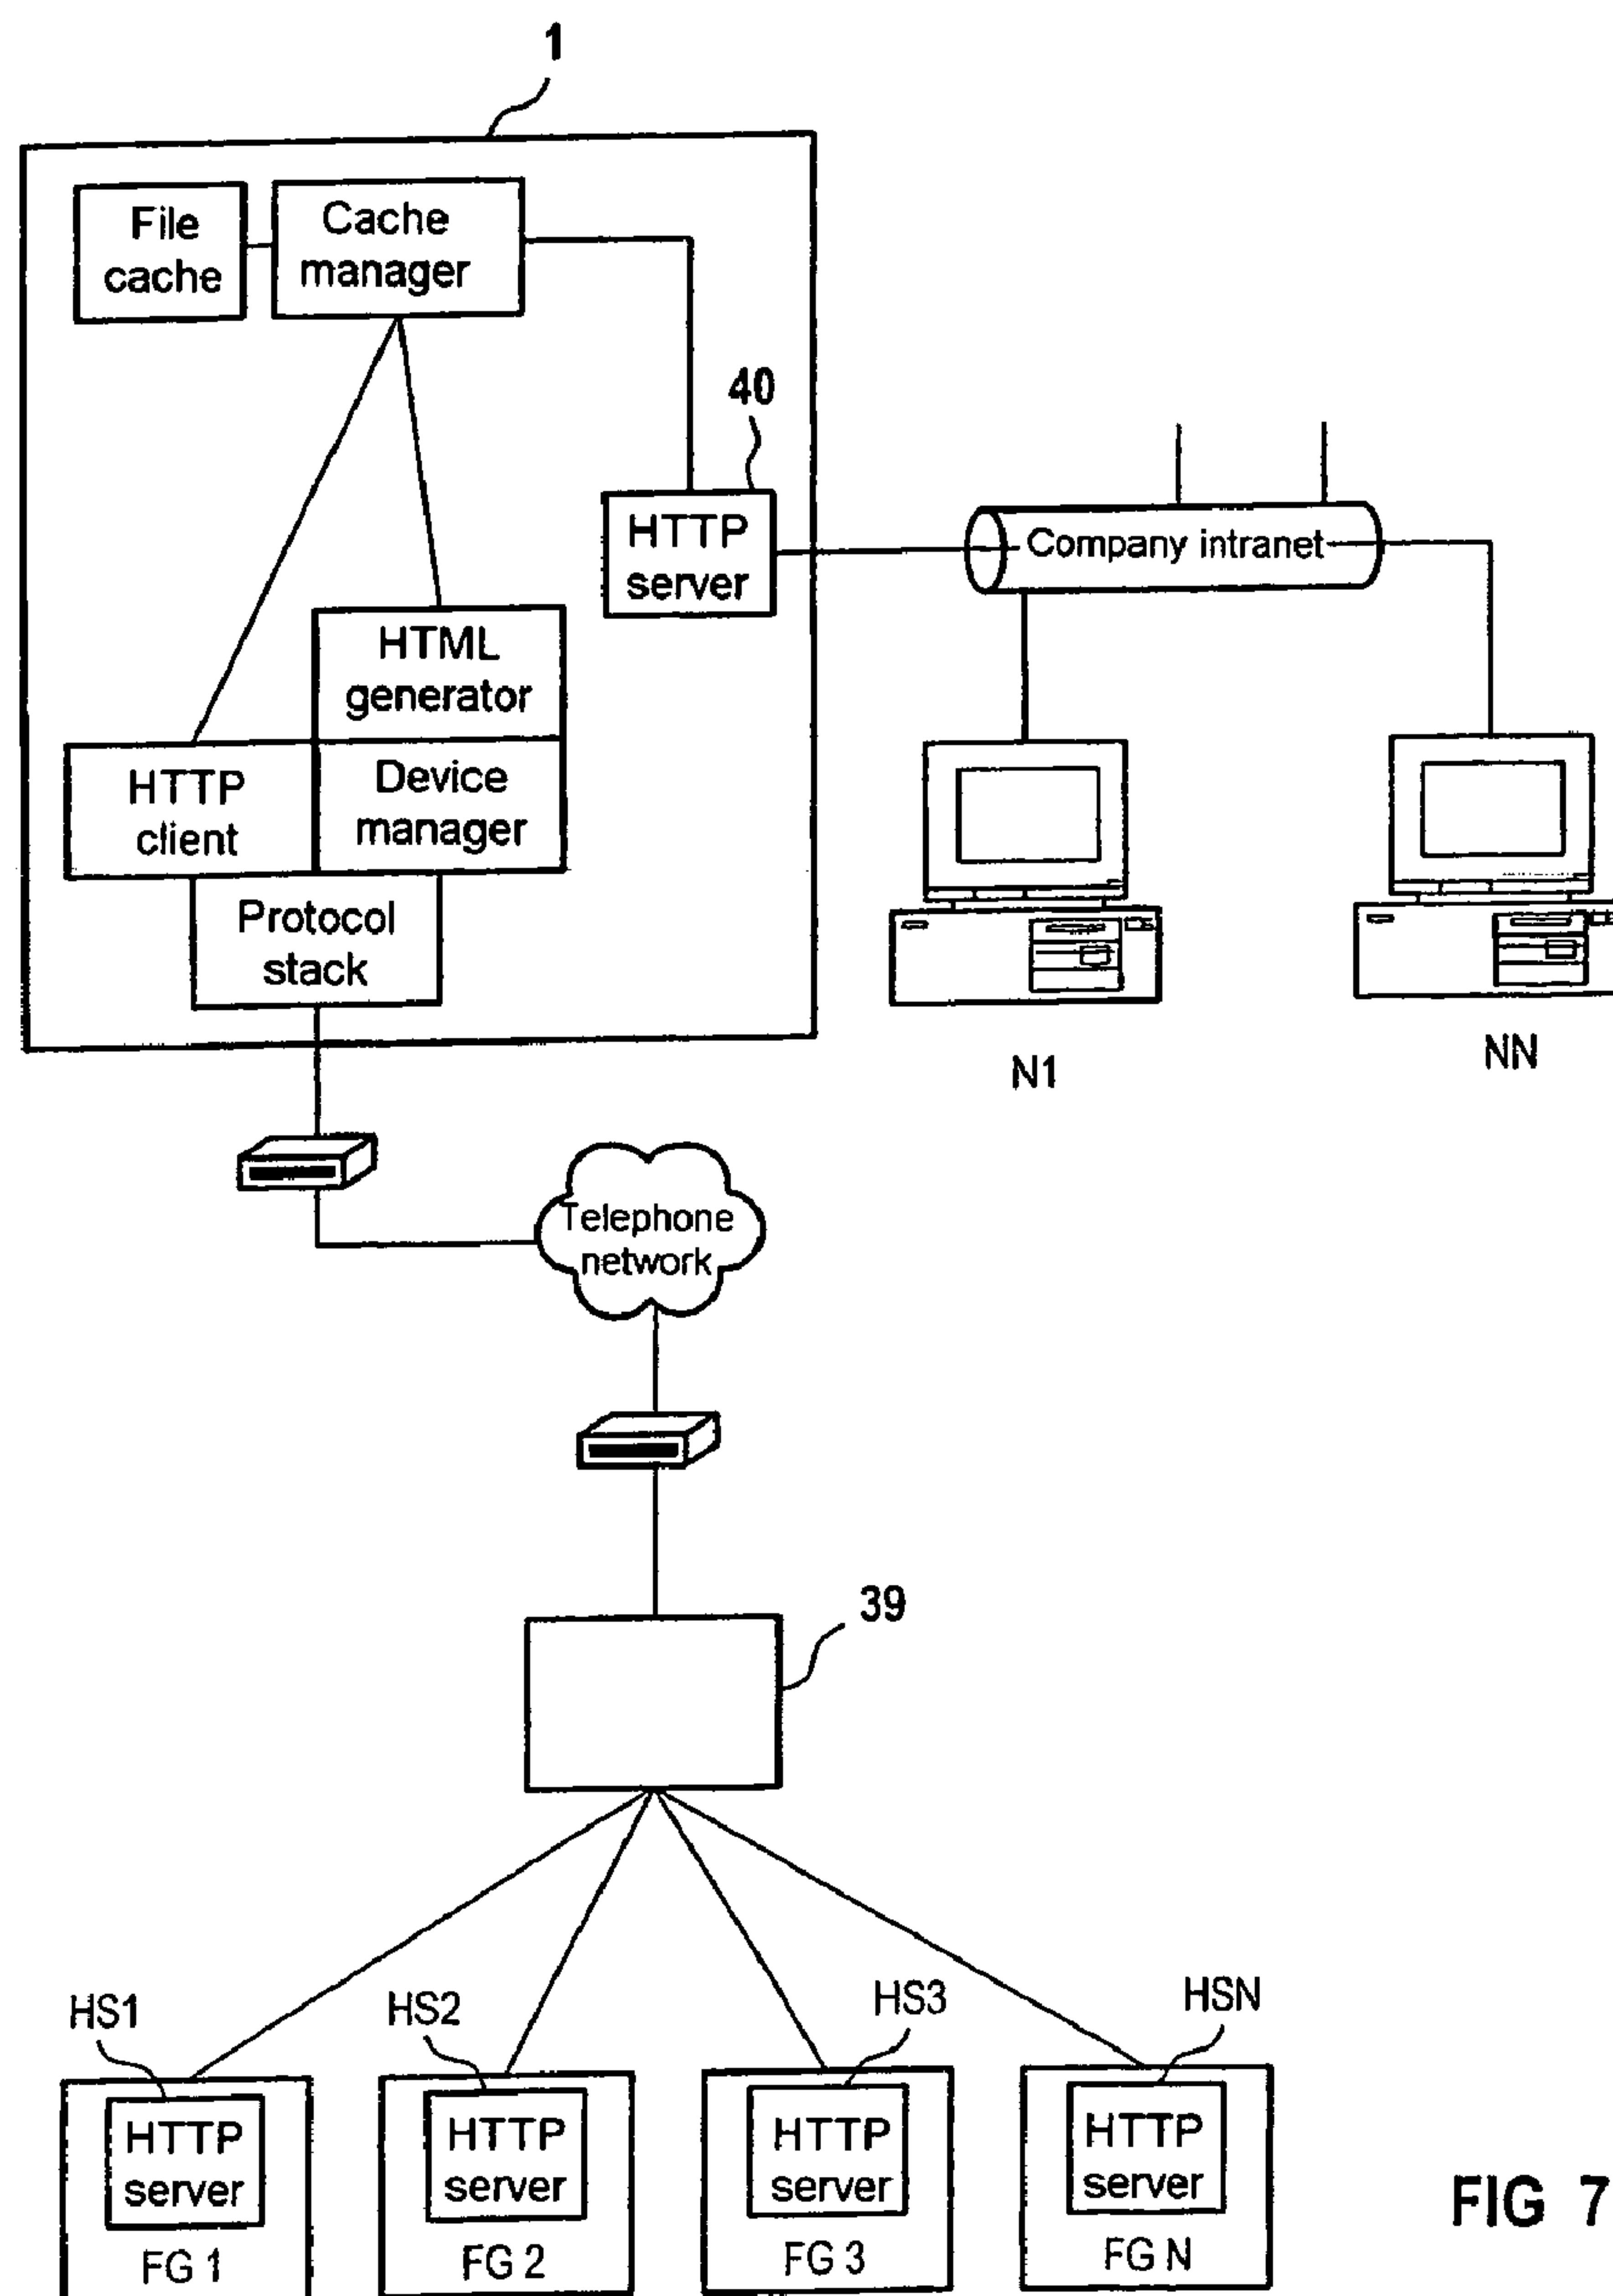 1
File
cache
Cache
manager
40
HTTP
server
Company intranet
HTML
generator
HTTP
client
Device
manager
Protocol
stack
N1
NN
Telephone
network
39
HS1
HS2
HS3
HSN
HTTP
server
FG 1
HTTP
server
FG 2
HTTP
server
FG 3
HTTP
server
FG N
FIG 7